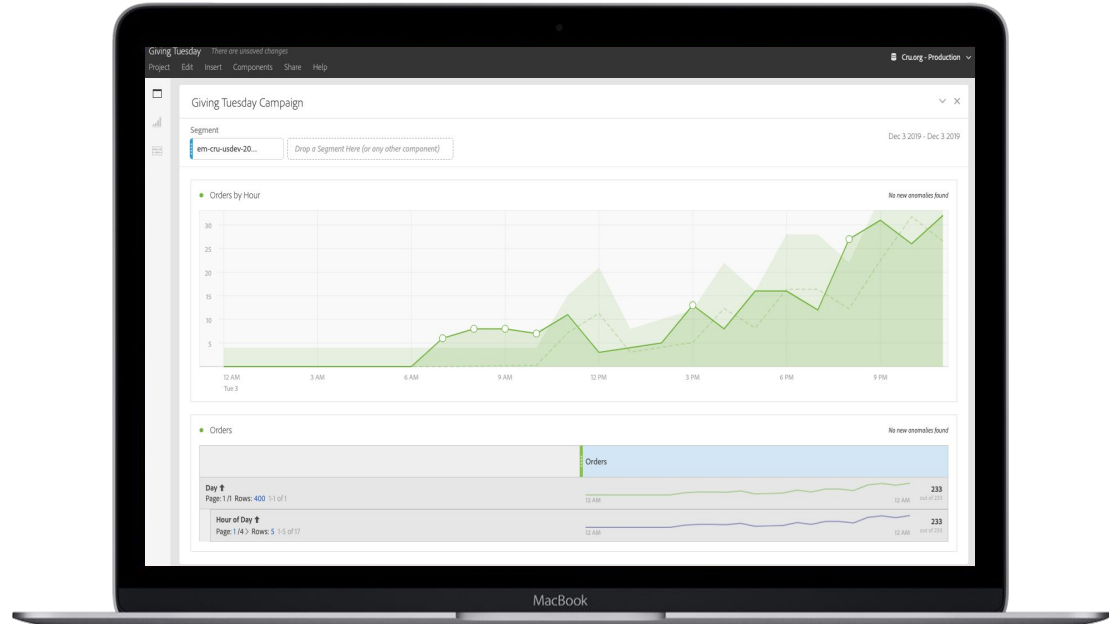 Giving Tuesday There are unsaved changes
Cru.org - Production
Project Edit Insert Components Share Help
Giving Tuesday Campaign
Segment
Dec 3 2019 - Dec 3 2019
em-cru-usdev-20...
Drop a Segment Here (or any other component)
Orders by Hour
No new anomalies found
30
25
20
15
10
5
12 AM 3 AM 6 AM 9 AM 12 PM 3 PM 6 PM 9 PM
Tue 3
Orders
No new anomalies found
Orders
Day ↑
233
Page: 1 /1 Rows: 400 1-1 of 1
12 AM 12 AM out of 233
Hour of Day ↑
233
Page: 1 /4 > Rows: 5 1-5 of 17
12 AM 12 AM out of 233
MacBook